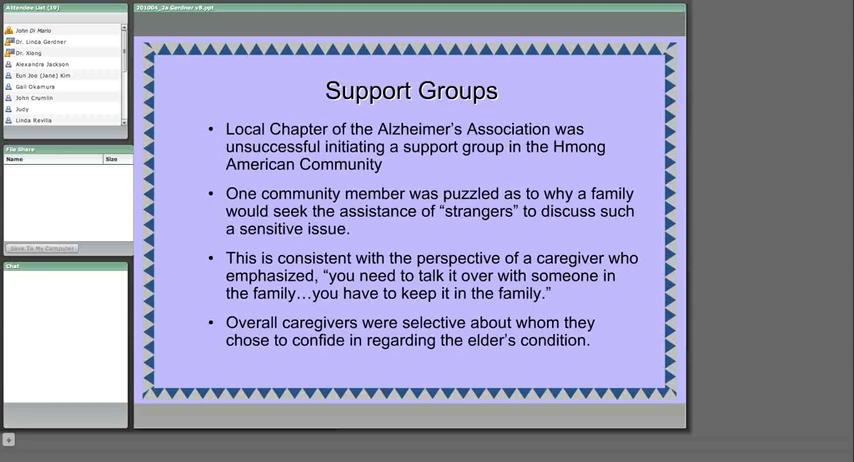 Attendee List (19)
John Di Mario
Dr. Linda Gerdner
Dr. Xiong
Alexandra Jackson
Eun Joo (Jane) Kim
Gail Okamura
John Crumlin
Judy
Linda Revilla
File Share
Name Size
Save To My Computer
Chat
201004_2a Gerdner v8.ppt
Support Groups
• Local Chapter of the Alzheimer's Association was
unsuccessful initiating a support group in the Hmong
American Community
• One community member was puzzled as to why a family
would seek the assistance of “strangers” to discuss such
a sensitive issue.
• This is consistent with the perspective of a caregiver who
emphasized, “you need to talk it over with someone in
the family…you have to keep it in the family.”
• Overall caregivers were selective about whom they
chose to confide in regarding the elder's condition.